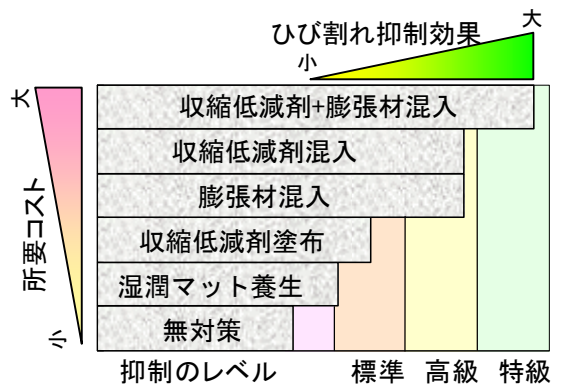 ひび割れ抑制効果
小
大
大
所要コスト
小
収縮低減剤+膨張材混入
収縮低減剤混入
膨張材混入
収縮低減剤塗布
湿潤マット養生
無対策
抑制のレベル
標準
高級
特級